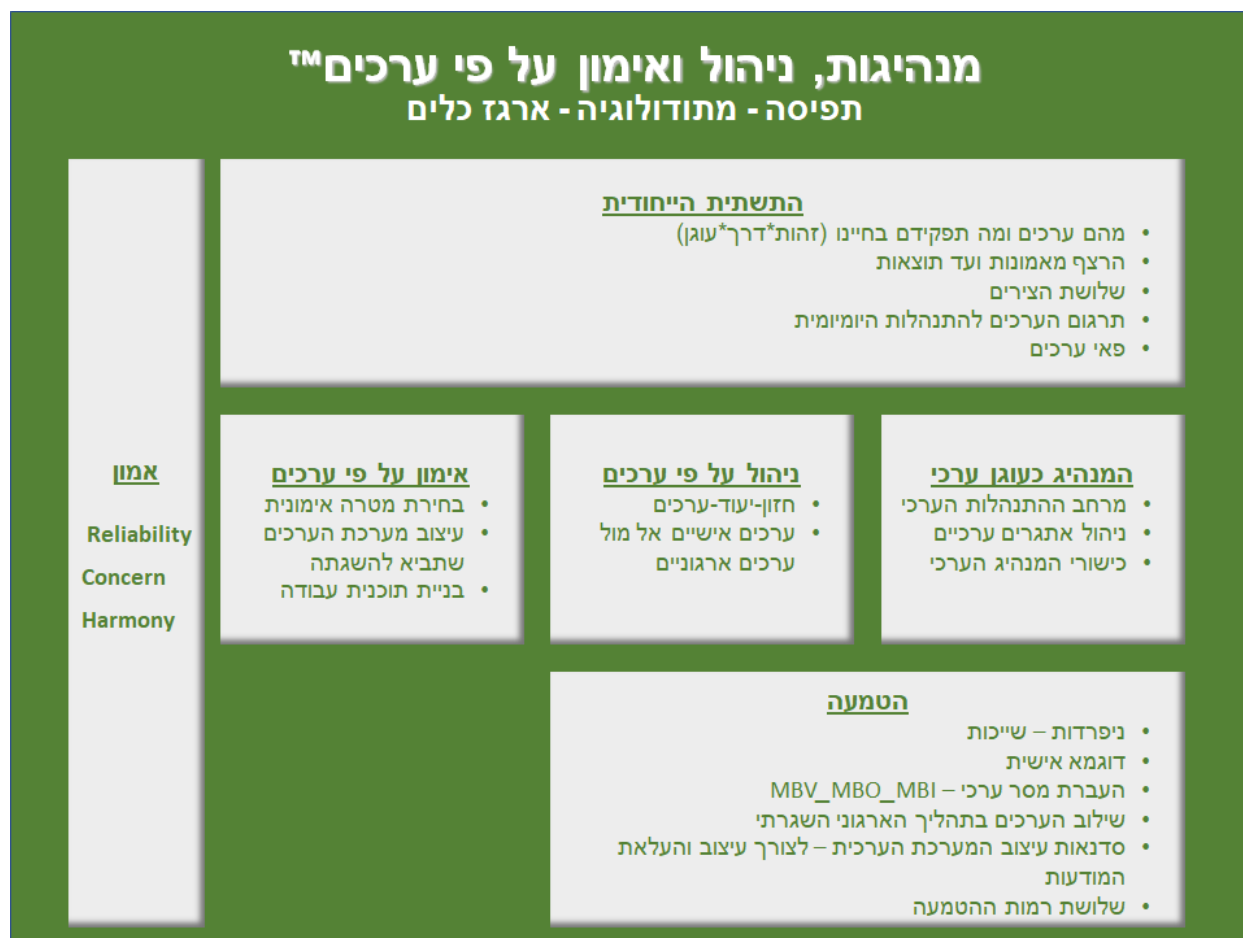 מנהיגות, ניהול ואימון על פי ערכים™
תפיסה - מתודולוגיה - ארגז כלים
התשתית הייחודית
• מהם ערכים ומה תפקידם בחיינו (זהות*דרך*עוגן)
• הרצף מאמונות ועד תוצאות
• שלושת הצירים
• תרגום הערכים להתנהלות היומיומית
• פאי ערכים
המנהיג כעוגן ערכי
• מרחב ההתנהלות הערכי
• ניהול אתגרים ערכיים
• כישורי המנהיג הערכי
ניהול על פי ערכים
• חזון-יעוד-ערכים
• ערכים אישיים אל מול
ערכים ארגוניים
אימון על פי ערכים
• בחירת מטרה אימונית
• עיצוב מערכת הערכים
שתביא להשגתה
• בניית תוכנית עבודה
אמון
Reliability
Concern
Harmony
הטמעה
• ניפרדות – שייכות
• דוגמא אישית
• העברת מסר ערכי – MBV_MBO_MBI
• שילוב הערכים בתהליך הארגוני השגרתי
• סדנאות עיצוב המערכת הערכית – לצורך עיצוב והעלאת
המודעות
• שלושת רמות ההטמעה